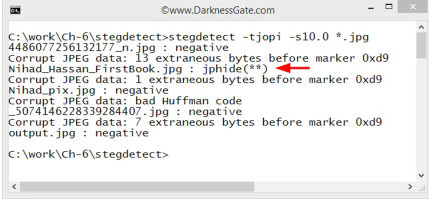 ©www.DarknessGate.com
C:\work\Ch-6\stegdetect>stegdetect -tjopi -s10.0 *.jpg
4486077256132177_n.jpg : negative
Corrupt JPEG data: 13 extraneous bytes before marker 0xd9
Nihad_Hassan_FirstBook.jpg : jphide(**)
Corrupt JPEG data: 1 extraneous bytes before marker 0xd9
Nihad_pix.jpg : negative
Corrupt JPEG data: bad Huffman code
_5074146228339284407.jpg : negative
Corrupt JPEG data: 7 extraneous bytes before marker 0xd9
output.jpg : negative
C:\work\Ch-6\stegdetect>